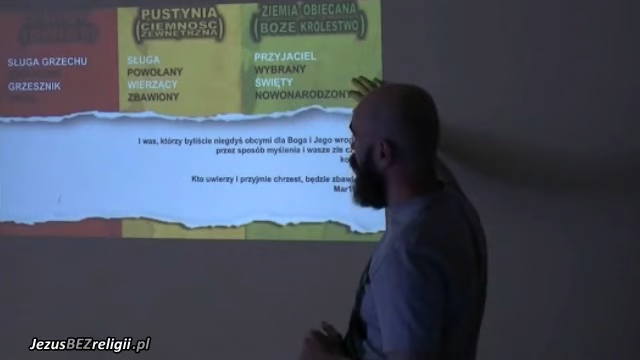 PUSTYNIA
(CIEMNOŚĆ
ZEWNĘTRZNA)
ZIEMIA OBIECANA
(BOŻE KRÓLESTWO)
SŁUGA GRZECHU
GRZESZNIK
SŁUGA
POWOŁANY
WIERZĄCY
ZBAWIONY
PRZYJACIEL
WYBRANY
ŚWIĘTY
NOWONARODZONY
I was, którzy byliście niegdyś obcymi dla Boga i Jego
przez sposób myślenia i wasze złe
Kto uwierzy i przyjmie chrzest, będzie
JezusBEZreligii.pl